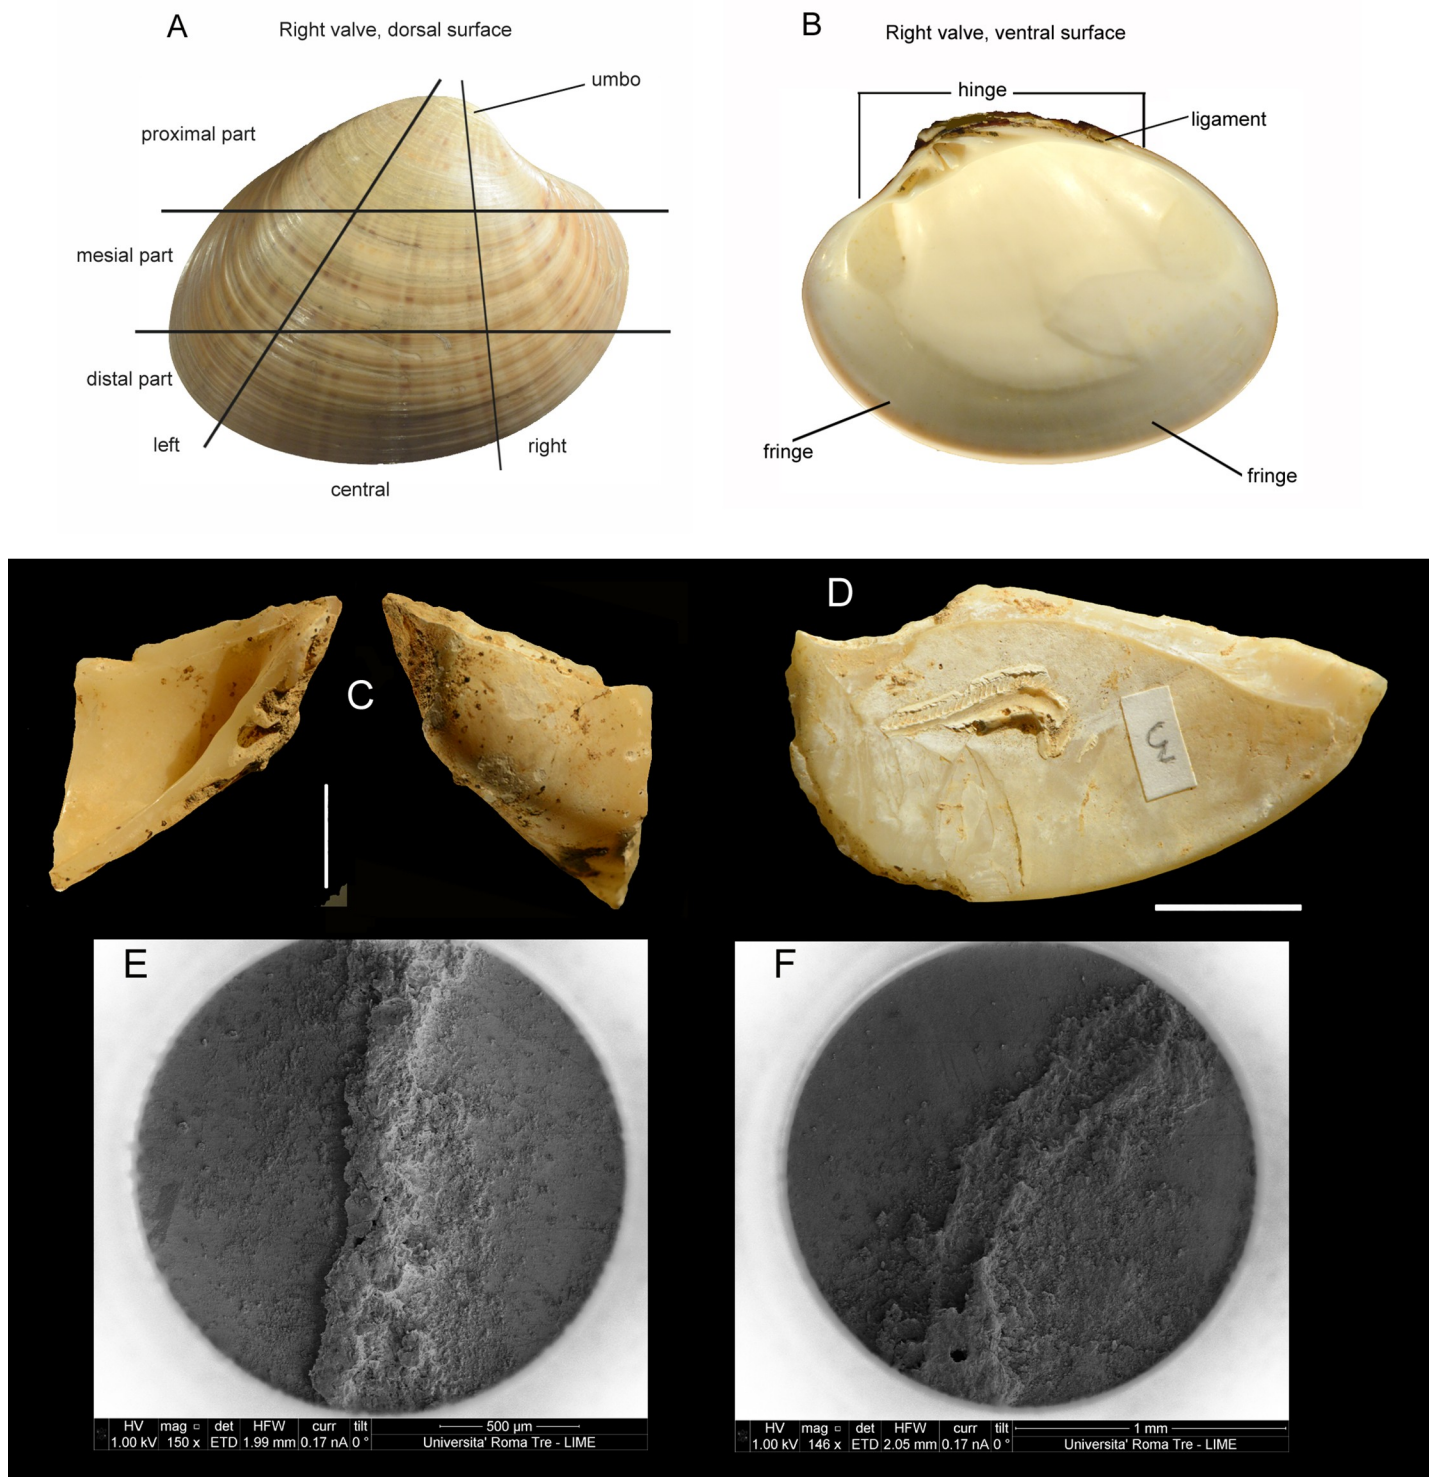 A
Right valve, dorsal surface
umbo
proximal part
mesial part
distal part
left
right
central
B
Right valve, ventral surface
hinge
ligament
fringe
fringe
C
D
3
E
HV mag □ det HFW curr tilt 500 µm
1.00 kV 150 x ETD 1.99 mm 0.17 nA 0 ° Universita' Roma Tre - LIME
F
HV mag □ det HFW curr tilt 1 mm
1.00 kV 146 x ETD 2.05 mm 0.17 nA 0 ° Universita' Roma Tre - LIME